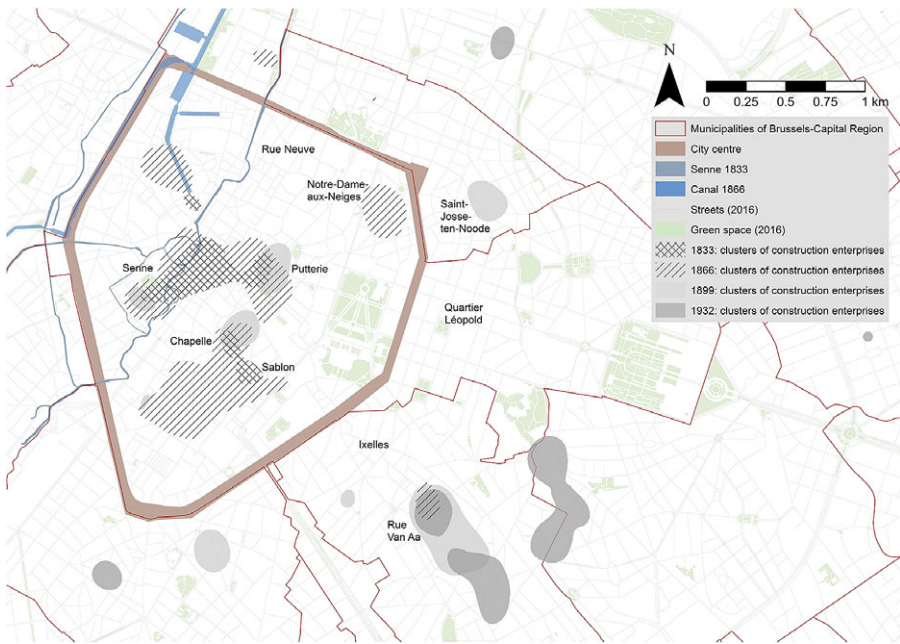 N
0 0.25 0.5 0.75 1 km
Municipalities of Brussels-Capital Region
City centre
Senne 1833
Canal 1866
Streets (2016)
Green space (2016)
1833: clusters of construction enterprises
1866: clusters of construction enterprises
1899: clusters of construction enterprises
1932: clusters of construction enterprises
Rue Neuve
Notre-Dame-
aux-Neiges
Saint-
Josse-
ten-Noode
Senne
Putterie
Quartier
Léopold
Chapelle
Sablon
Ixelles
Rue
Van Aa